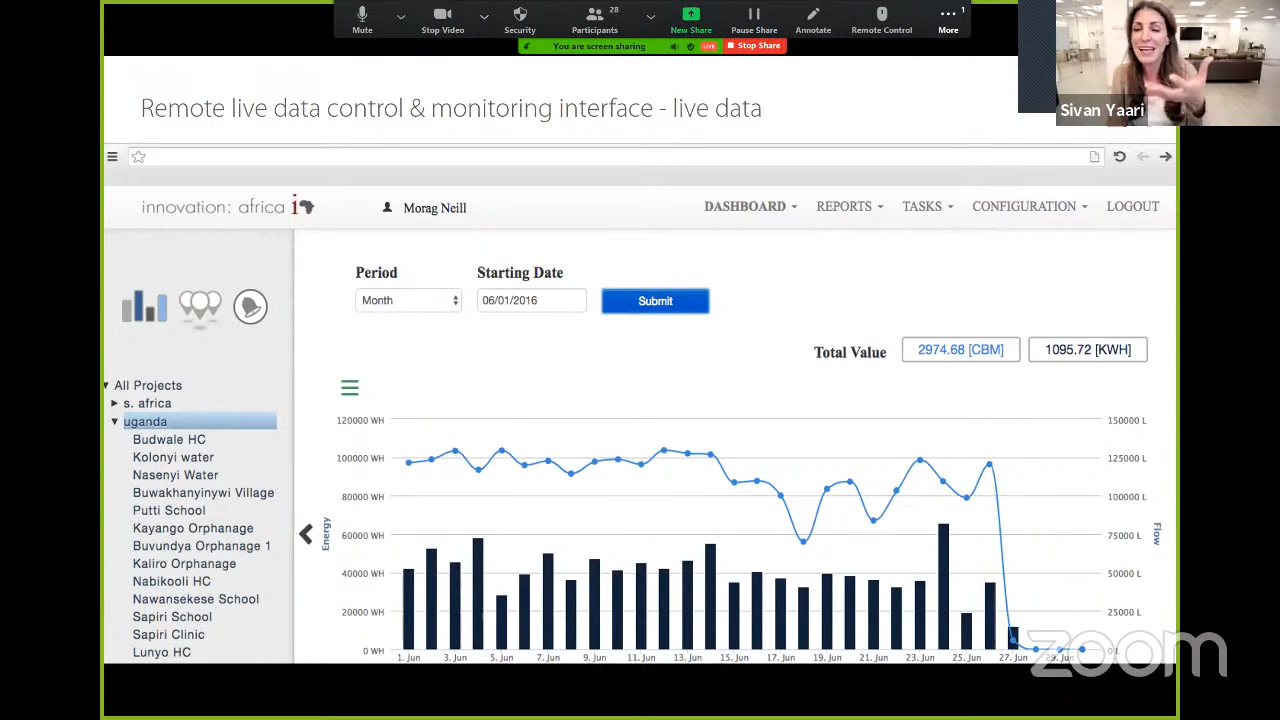 28
1
Mute
Stop Video
Security
Participants
New Share
Pause Share
Annotate
Remote Control
More
You are screen sharing
LIVE
Stop Share
Sivan Yaari
Remote live data control & monitoring interface - live data
innovation: africa i
Morag Neill
DASHBOARD
REPORTS
TASKS
CONFIGURATION
LOGOUT
Period
Starting Date
Month
06/01/2016
Submit
Total Value
2974.68 [CBM]
1095.72 [KWH]
All Projects
s. africa
uganda
Budwale HC
Kolonyi water
Nasenyi Water
Buwakhanyinywi Village
Putti School
Kayango Orphanage
Buvundya Orphanage 1
Kaliro Orphanage
Nabikooli HC
Nawansekese School
Sapiri School
Sapiri Clinic
Lunyo HC
Energy
120000 WH
100000 WH
80000 WH
60000 WH
40000 WH
20000 WH
0 WH
150000 L
125000 L
100000 L
75000 L
50000 L
25000 L
0 L
Flow
1. Jun
3. Jun
5. Jun
7. Jun
9. Jun
11. Jun
13. Jun
15. Jun
17. Jun
19. Jun
21. Jun
23. Jun
25. Jun
27. Jun
29. Jun
zoom